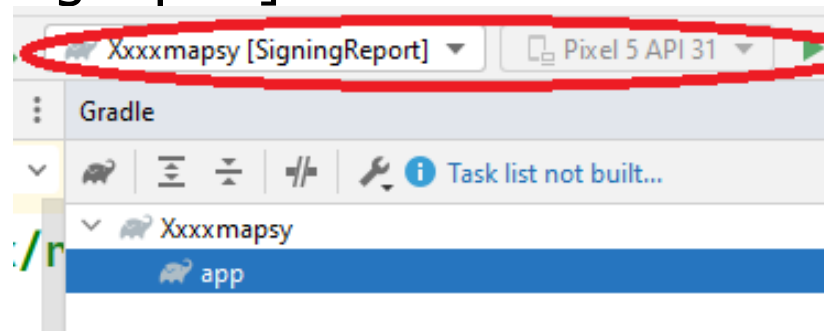 Xxxxmapsy [SigningReport] Pixel 5 API 31
Gradle
Task list not built...
Xxxxmapsy
app